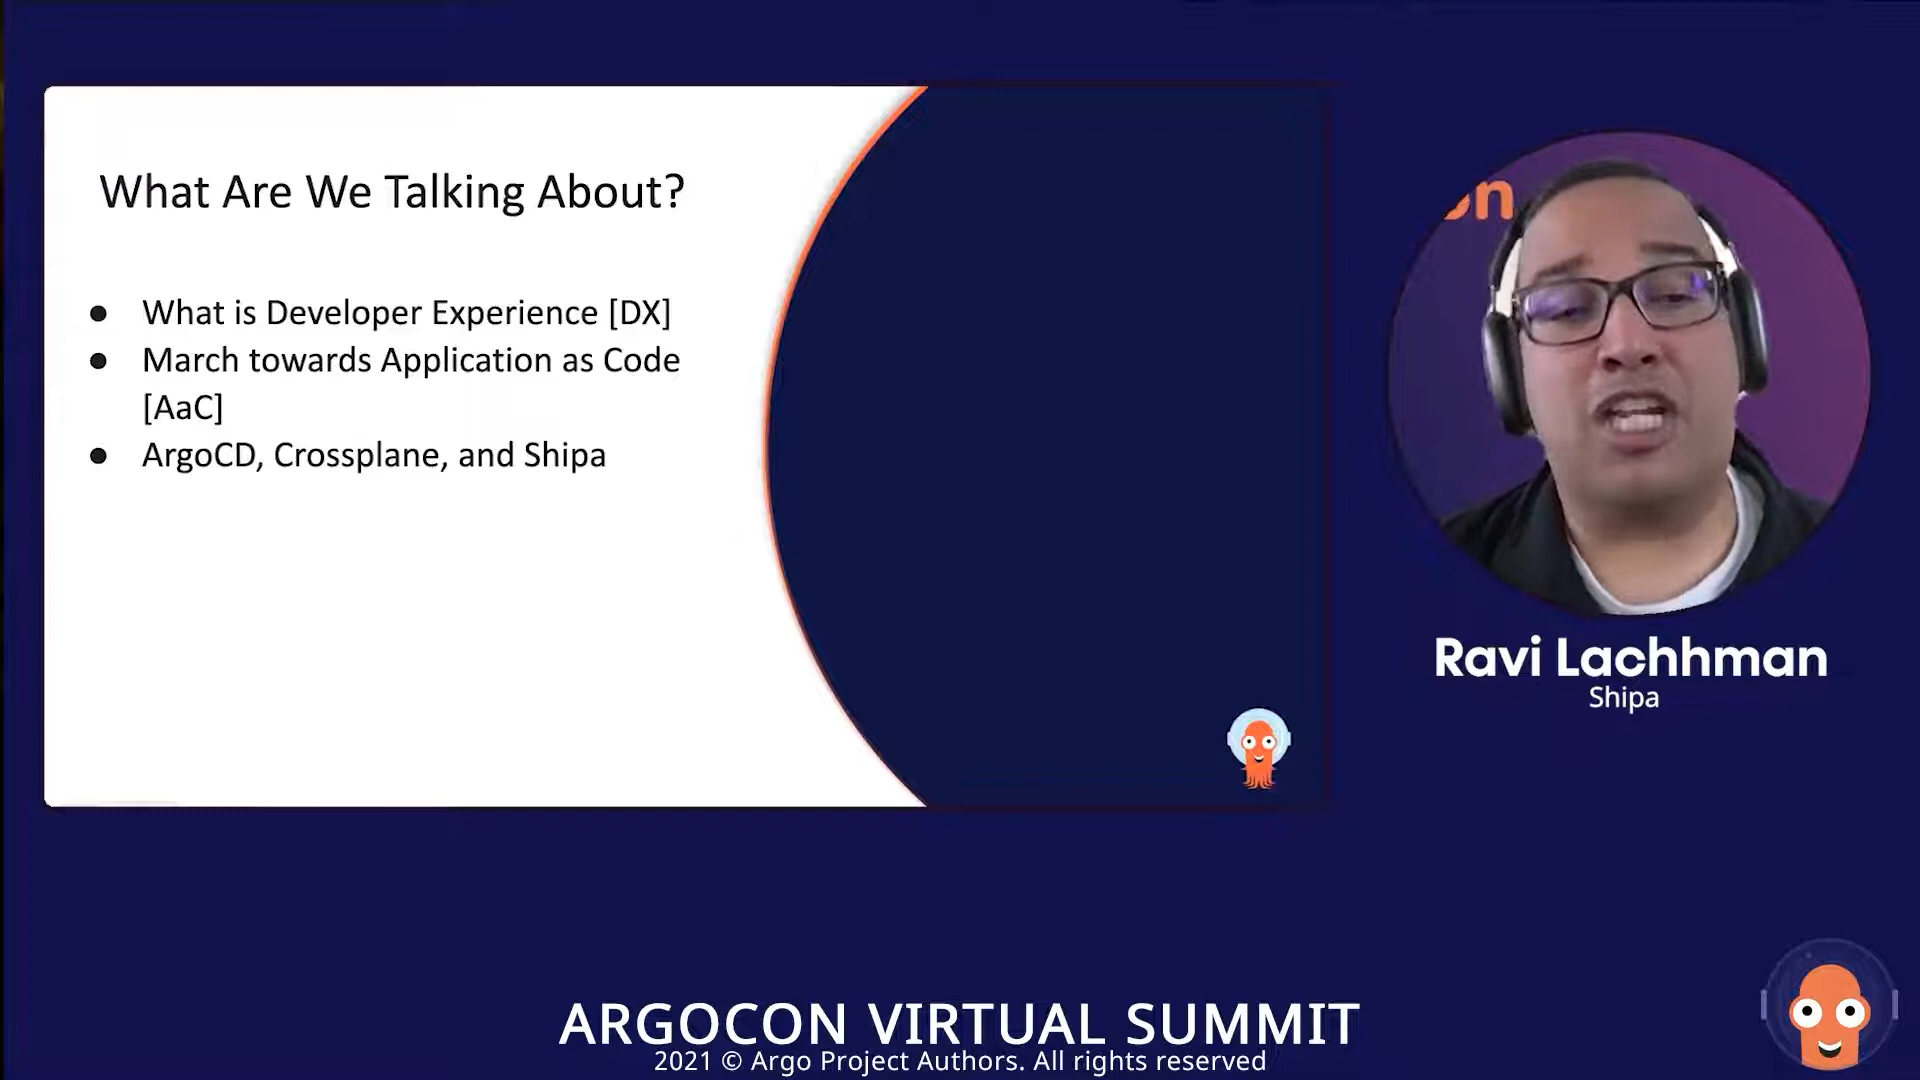 What Are We Talking About?
● What is Developer Experience [DX]
● March towards Application as Code
[AaC]
● ArgoCD, Crossplane, and Shipa
on
Ravi Lachhman
Shipa
ARGOCON VIRTUAL SUMMIT
2021 © Argo Project Authors. All rights reserved